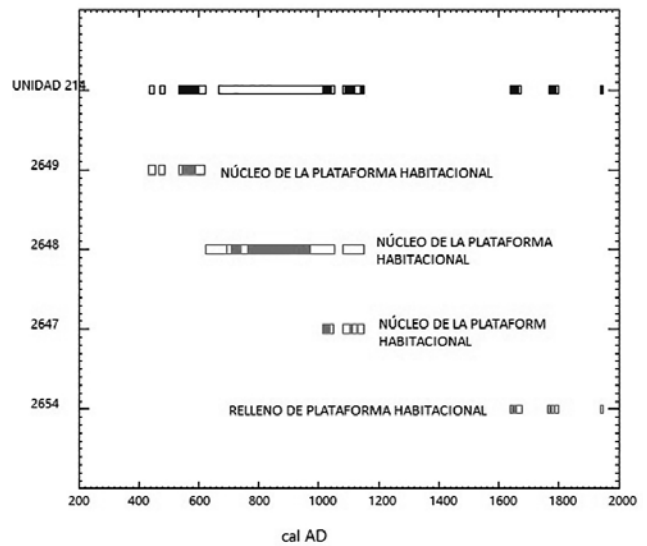 UNIDAD 214
2649
NÚCLEO DE LA PLATAFORMA HABITACIONAL
2648
NÚCLEO DE LA PLATAFORMA
HABITACIONAL
2647
NÚCLEO DE LA PLATAFORM
HABITACIONAL
2654
RELLENO DE PLATAFORMA HABITACIONAL
200 400 600 800 1000 1200 1400 1600 1800 2000
cal AD